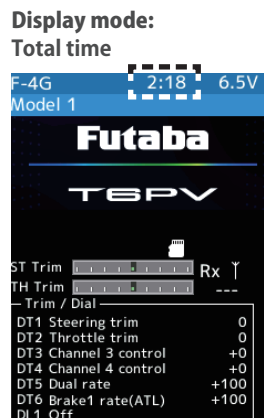 Display mode:
Total time
F-4G 2:18 6.5V
Model 1
Futaba
T6PV
ST Trim Rx
TH Trim ---
Trim / Dial
DT1 Steering trim 0
DT2 Throttle trim 0
DT3 Channel 3 control +0
DT4 Channel 4 control +0
DT5 Dual rate +100
DT6 Brake1 rate(ATL) +100
DL1 Off